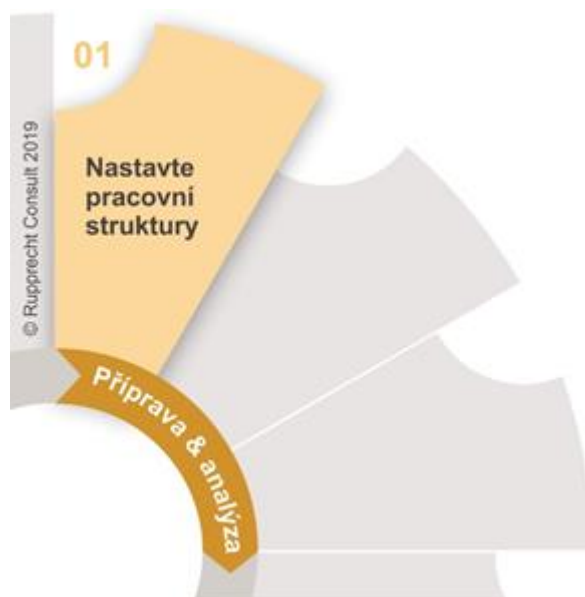 01
Nastavte
pracovní
struktury
© Rupprecht Consult 2019
Příprava & analýza